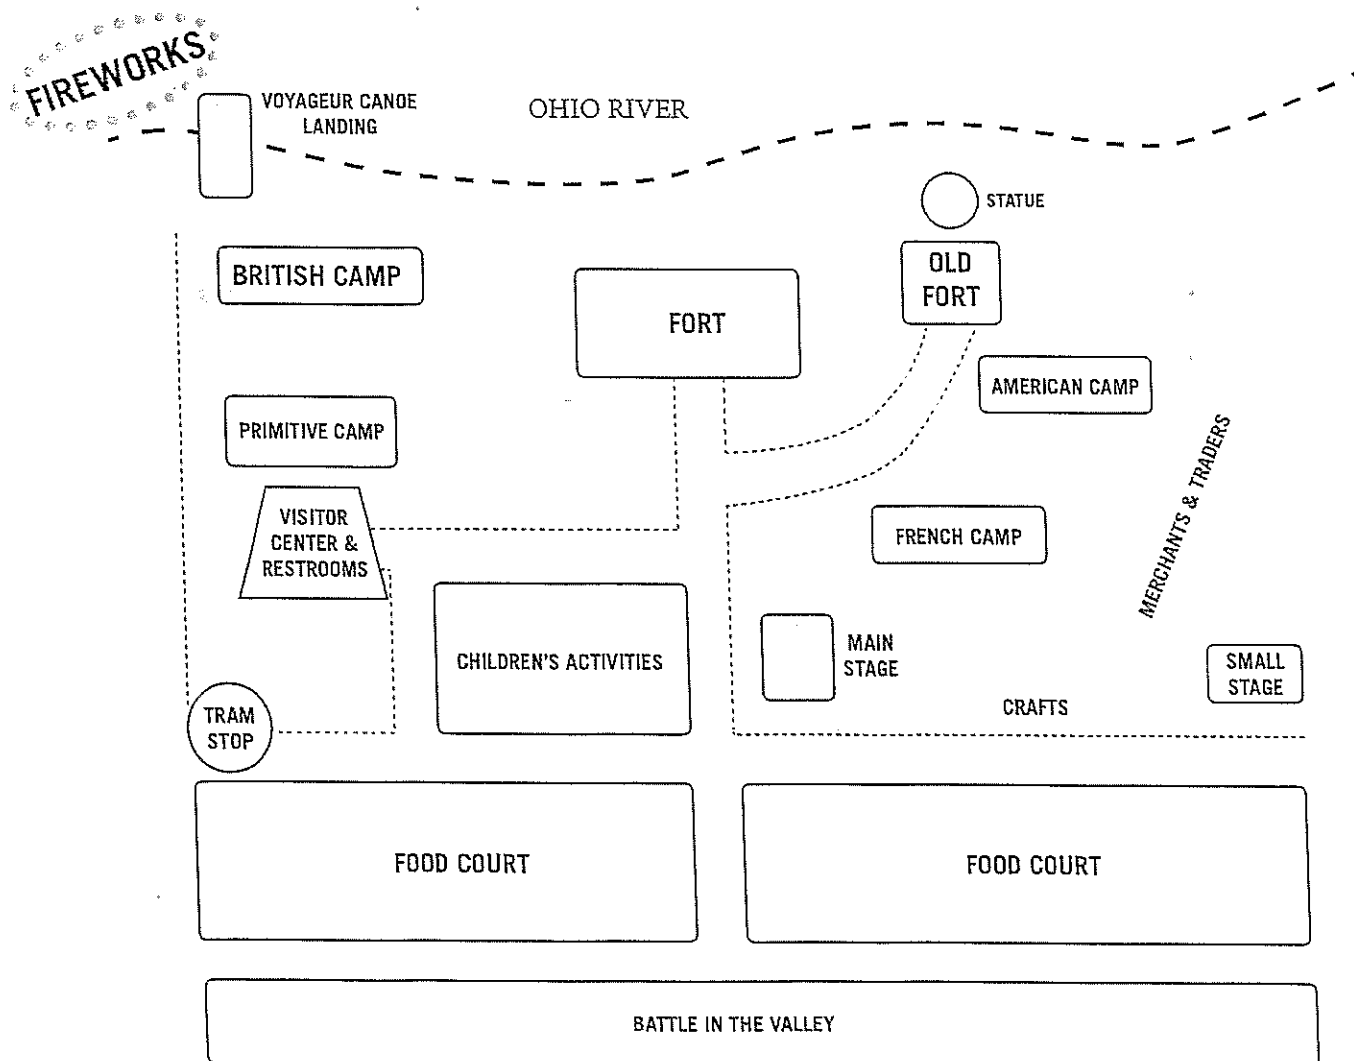 FIREWORKS
VOYAGEUR CANOE
LANDING
OHIO RIVER
STATUE
BRITISH CAMP
OLD
FORT
FORT
AMERICAN CAMP
PRIMITIVE CAMP
MERCHANTS & TRADERS
VISITOR
CENTER &
RESTROOMS
FRENCH CAMP
CHILDREN'S ACTIVITIES
MAIN
STAGE
SMALL
STAGE
CRAFTS
TRAM
STOP
FOOD COURT
FOOD COURT
BATTLE IN THE VALLEY